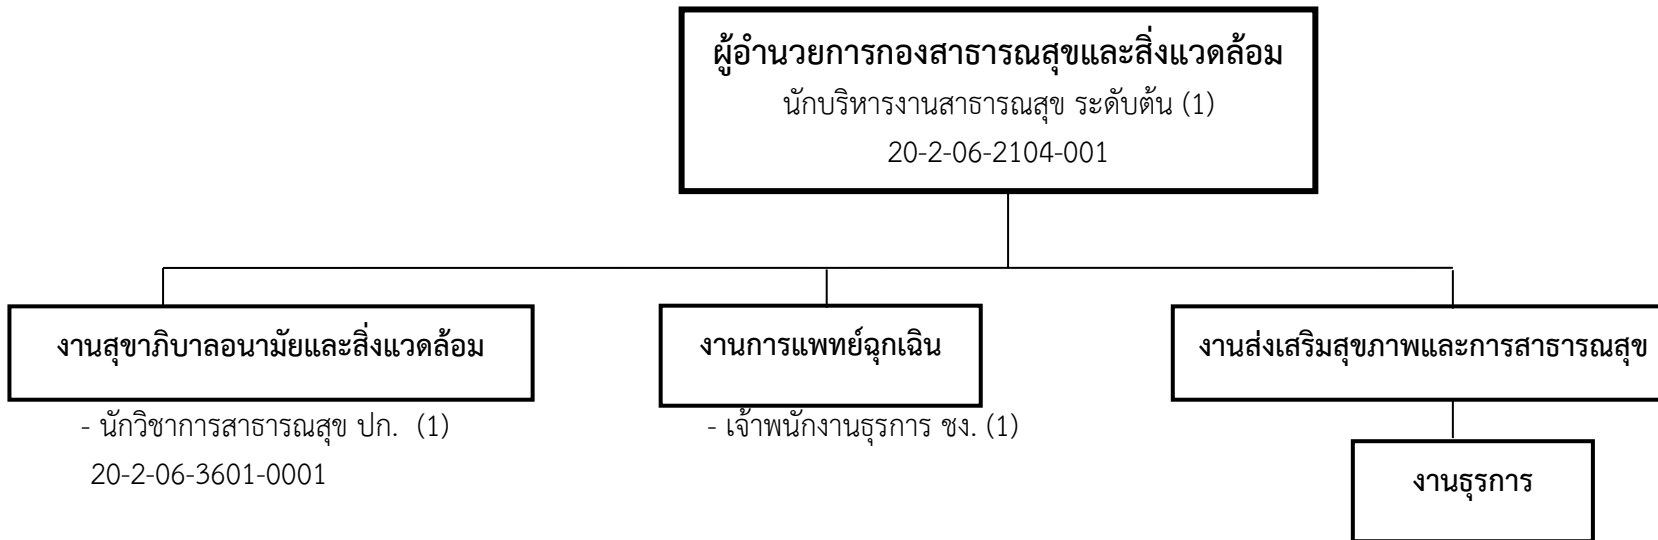 ผู้อำนวยการกองสาธารณสุขและสิ่งแวดล้อม
นักบริหารงานสาธารณสุข ระดับต้น (1)
20-2-06-2104-001
งานสุขาภิบาลอนามัยและสิ่งแวดล้อม
- นักวิชาการสาธารณสุข ปก. (1)
20-2-06-3601-0001
งานการแพทย์ฉุกเฉิน
- เจ้าพนักงานธุรการ ชง. (1)
งานส่งเสริมสุขภาพและการสาธารณสุข
งานธุรการ